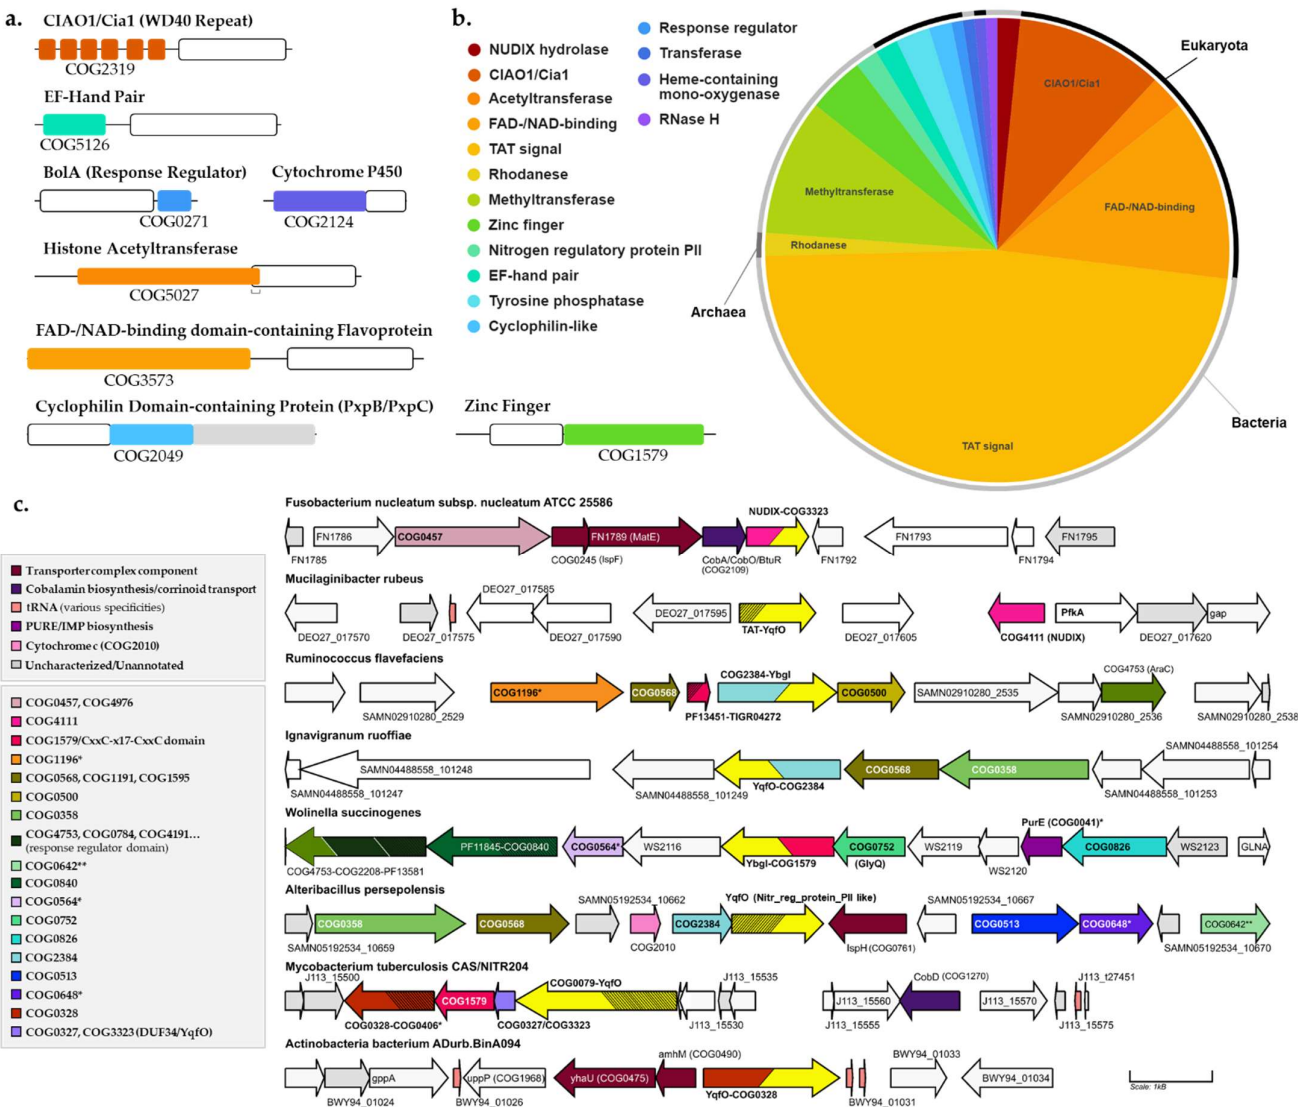 a.
CIAO1/Cia1 (WD40 Repeat)
COG2319
EF-Hand Pair
COG5126
BolA (Response Regulator)
COG0271
Cytochrome P450
COG2124
Histone Acetyltransferase
COG5027
FAD-/NAD-binding domain-containing Flavoprotein
COG3573
Cyclophilin Domain-containing Protein (PxpB/PxpC)
COG2049
Zinc Finger
COG1579
b.
NUDIX hydrolase
CIAO1/Cia1
Acetyltransferase
FAD-/NAD-binding
TAT signal
Rhodanese
Methyltransferase
Zinc finger
Nitrogen regulatory protein PII
EF-hand pair
Tyrosine phosphatase
Cyclophilin-like
Response regulator
Transferase
Heme-containing
mono-oxygenase
RNase H
Eukaryota
CIAO1/Cia1
FAD-/NAD-binding
Methyltransferase
Rhodanese
Archaea
TAT signal
Bacteria
c.
Transporter complex component
Cobalamin biosynthesis/corrinoid transport
tRNA (various specificities)
PURE/IMP biosynthesis
Cytochromec (COG2010)
Uncharacterized/Unannotated
COG0457, COG4976
COG4111
COG1579/CxxC-x17-CxxC domain
COG1196*
COG0568, COG1191, COG1595
COG0500
COG0358
COG4753, COG0784, COG4191...
(response regulator domain)
COG0642**
COG0840
COG0564*
COG0752
COG0826
COG2384
COG0513
COG0648*
COG0328
COG0327, COG3323 (DUF34/YqfO)
Fusobacterium nucleatum subsp. nucleatum ATCC 25586
NUDIX-COG3323
FN1786
COG0457
FN1789 (MatE)
FN1793
FN1795
FN1785
COG0245 (IspF)
CobA/CobO/BtuR
(COG2109)
FN1792
FN1794
Mucilaginibacter rubeus
DEO27_017585
DEO27_017595
PfkA
gap
DEO27_017570
DEO27_017575
DEO27_017590
TAT-YqfO
DEO27_017605
COG4111 (NUDIX)
DEO27_017620
Ruminococcus flavefaciens
COG2384-YbgI
COG4753 (AraC)
COG1196*
COG0568
COG0500
SAMN02910280_2535
SAMN02910280_2529
PF13451-TIGR04272
SAMN02910280_2536
SAMN02910280_2538
Ignavigranum ruoffiae
SAMN04488558_101254
SAMN04488558_101248
COG0568
COG0358
SAMN04488558_101247
SAMN04488558_101249
YqfO-COG2384
SAMN04488558_101253
Wolinella succinogenes
PurE (COG0041)*
PF11845-COG0840
COG0564*
WS2116
COG0752
WS2119
COG0826
WS2123
GLNA
COG4753-COG2208-PF13581
YbgI-COG1579
(GlyQ)
WS2120
Alteribacillus persepolensis
SAMN05192534_10662
YqfO (Nitr_reg_protein_PII like)
SAMN05192534_10667
COG0358
COG0568
COG2384
COG0513
COG0648*
COG0642**
SAMN05192534_10659
COG2010
IspH (COG0761)
SAMN05192534_10670
Mycobacterium tuberculosis CAS/NITR204
J113_15500
COG0079-YqfO
J113_15535
CobD (COG1270)
J113_t27451
COG1579
J113_15560
J113_15570
COG0328-COG0406*
COG0327/COG3323
J113_15530
J113_15555
J113_15575
Actinobacteria bacterium ADurb.BinA094
amhM (COG0490)
BWY94_01033
gppA
uppP (COG1968)
yhaU (COG0475)
BWY94_01034
BWY94_01024
BWY94_01026
YqfO-COG0328
BWY94_01031
Scale: 1kB